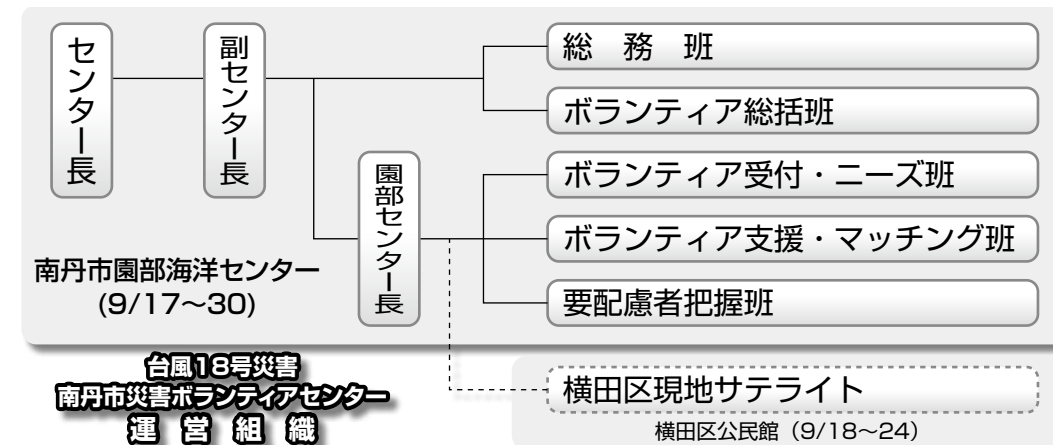 センター長
副センター長
総　務　班
ボランティア総括班
園部センター長
ボランティア受付・ニーズ班
ボランティア支援・マッチング班
要配慮者把握班
南丹市園部海洋センター
(9/17〜30)
台風18号災害
南丹市災害ボランティアセンター
運　営　組　織
横田区現地サテライト
横田区公民館（9/18〜24）